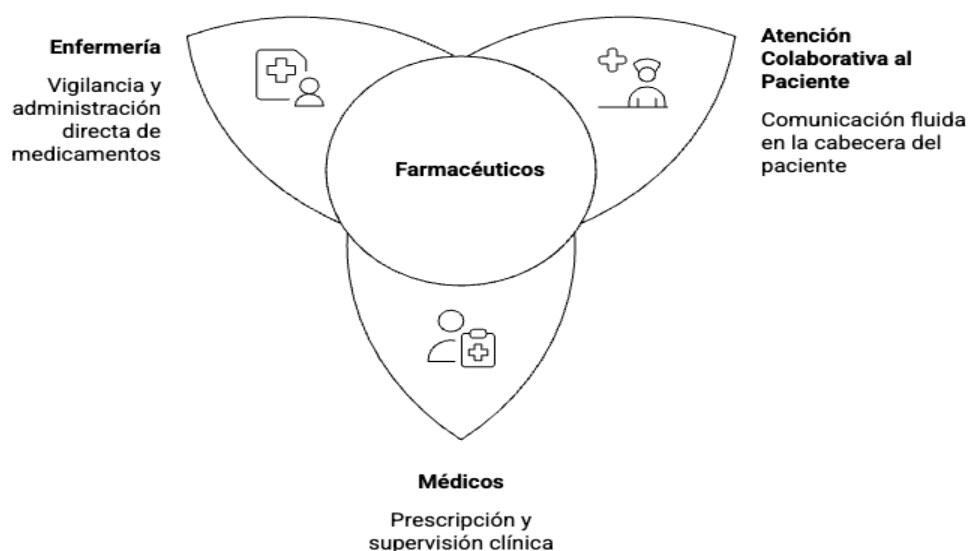 Enfermería
Vigilancia y
administración
directa de
medicamentos
Farmacéuticos
Atención
Colaborativa al
Paciente
Comunicación fluida
en la cabecera del
paciente
Médicos
Prescripción y
supervisión clínica